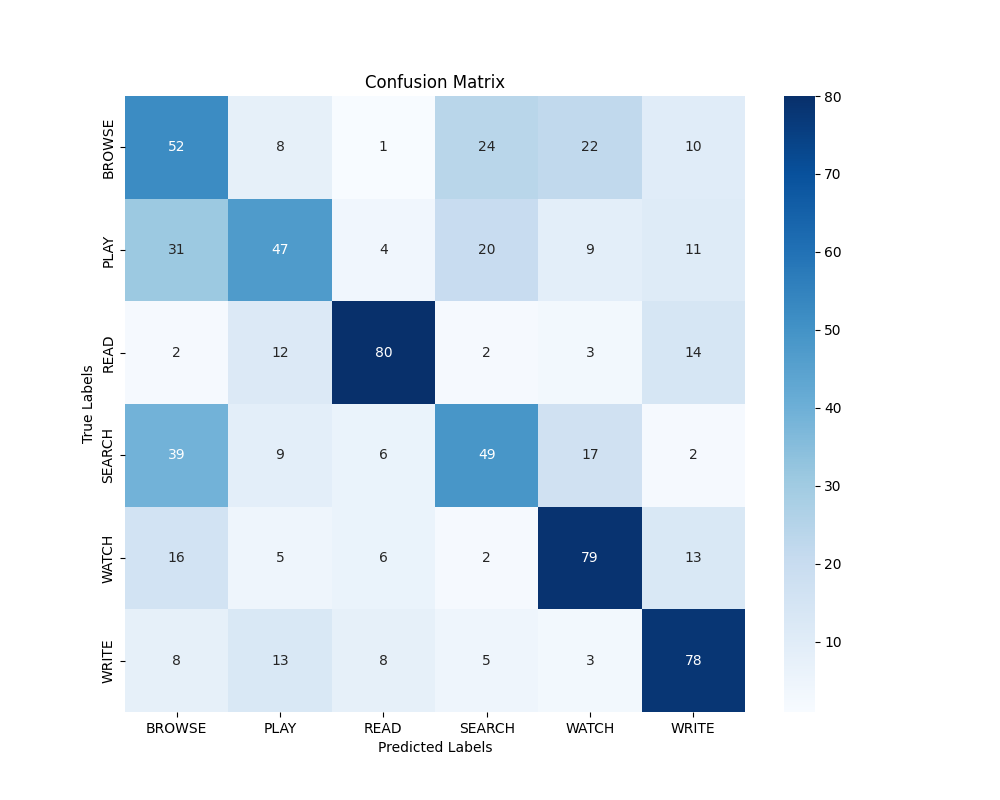 Confusion Matrix
BROWSE 52 8 1 24 22 10
PLAY 31 47 4 20 9 11
READ 2 12 80 2 3 14
SEARCH 39 9 6 49 17 2
WATCH 16 5 6 2 79 13
WRITE 8 13 8 5 3 78
BROWSE PLAY READ SEARCH WATCH WRITE
Predicted Labels
True Labels
80
70
60
50
40
30
20
10